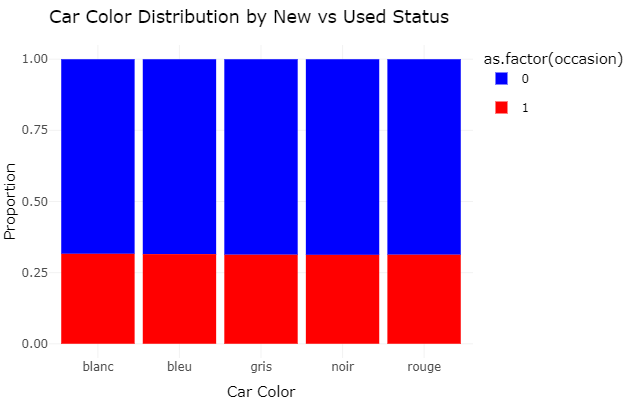 Car Color Distribution by New vs Used Status
as.factor(occasion)
0
1
1.00
0.75
0.50
0.25
0.00
Proportion
blanc bleu gris noir rouge
Car Color